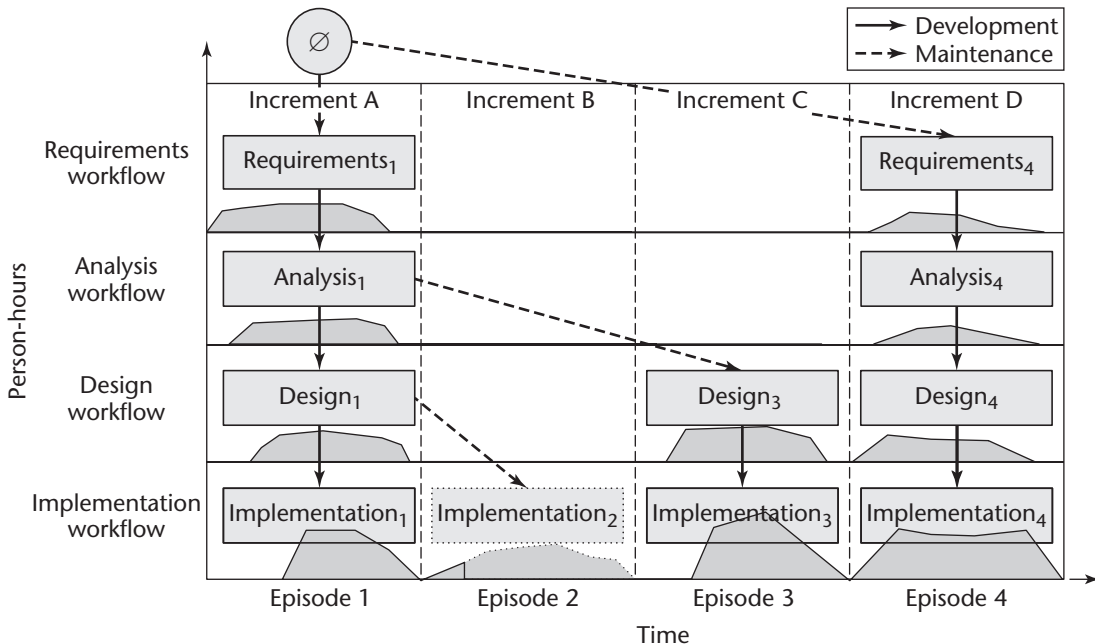 ∅
Development
Maintenance
Increment A
Increment B
Increment C
Increment D
Person-hours
Requirements
workflow
Requirements₁
Requirements₄
Analysis
workflow
Analysis₁
Analysis₄
Design
workflow
Design₁
Design₃
Design₄
Implementation
workflow
Implementation₁
Implementation₂
Implementation₃
Implementation₄
Episode 1
Episode 2
Episode 3
Episode 4
Time